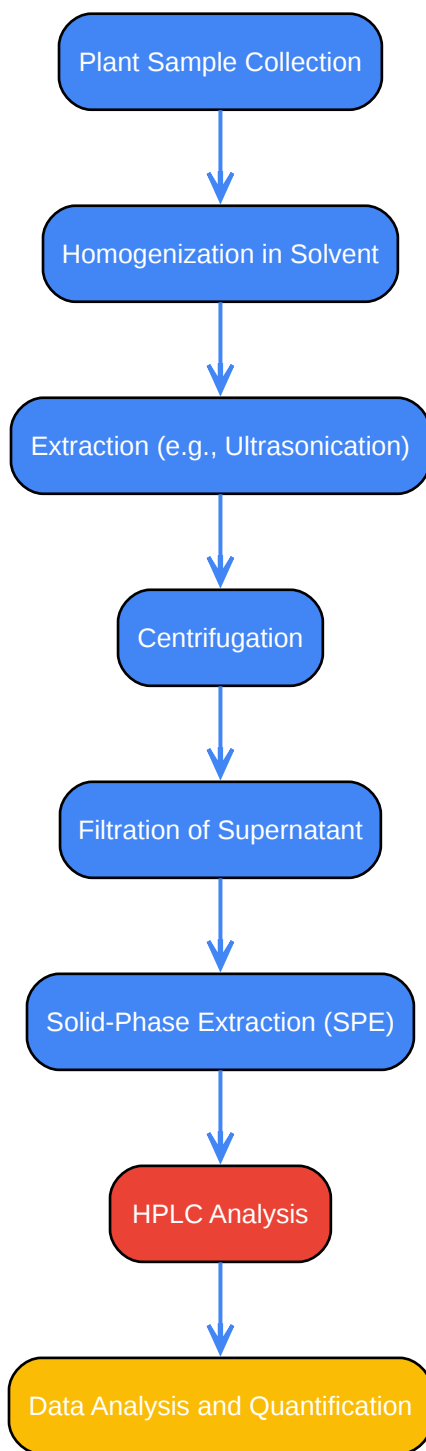 Plant Sample Collection
Homogenization in Solvent
Extraction (e.g., Ultrasonication)
Centrifugation
Filtration of Supernatant
Solid-Phase Extraction (SPE)
HPLC Analysis
Data Analysis and Quantification